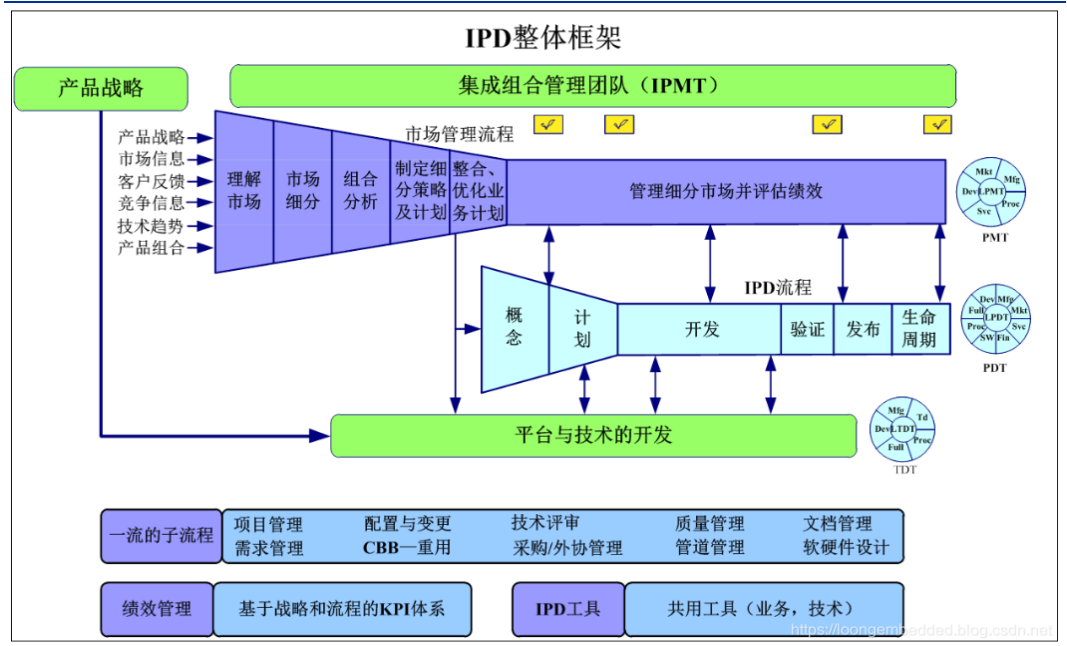 IPD整体框架
产品战略
集成组合管理团队（IPMT）
市场管理流程
产品战略
市场信息
客户反馈
竞争信息
技术趋势
产品组合
理解
市场
市场
细分
组合
分析
制定细
分策略
及计划
整合、
优化业
务计划
管理细分市场并评估绩效
Mkt
Mfg
Dev
LPMT
Proc
Svc
PMT
IPD流程
概
念
计
划
开发
验证
发布
生命
周期
Dev
Mfg
Full
Mkt
LPDT
Proc
Svc
SW
Fin
PDT
平台与技术的开发
Mfg
Td
Dev
LTDT
Proc
Full
TDT
一流的子流程
项目管理 配置与变更 技术评审 质量管理 文档管理
需求管理 CBB—重用 采购/外协管理 管道管理 软硬件设计
绩效管理
基于战略和流程的KPI体系
IPD工具
共用工具（业务，技术）
https://loongembedded.blog.csdn.net